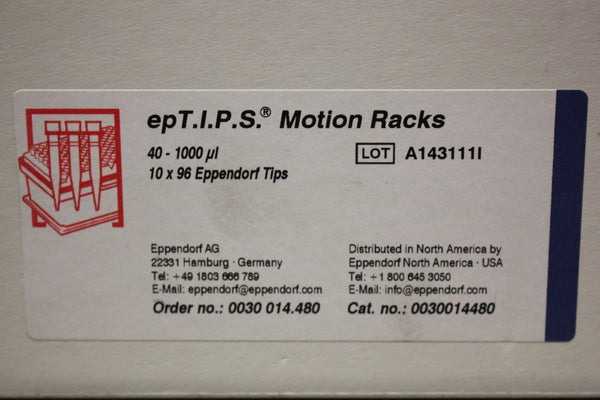 epT.I.P.S.® Motion Racks
40 - 1000 µl
LOT A143111I
10 x 96 Eppendorf Tips
Eppendorf AG
22331 Hamburg · Germany
Tel: +49 1803 666 789
E-Mail: eppendorf@eppendorf.com
Order no.: 0030 014.480
Distributed in North America by
Eppendorf North America · USA
Tel: +1 800 645 3050
E-Mail: info@eppendorf.com
Cat. no.: 0030014480